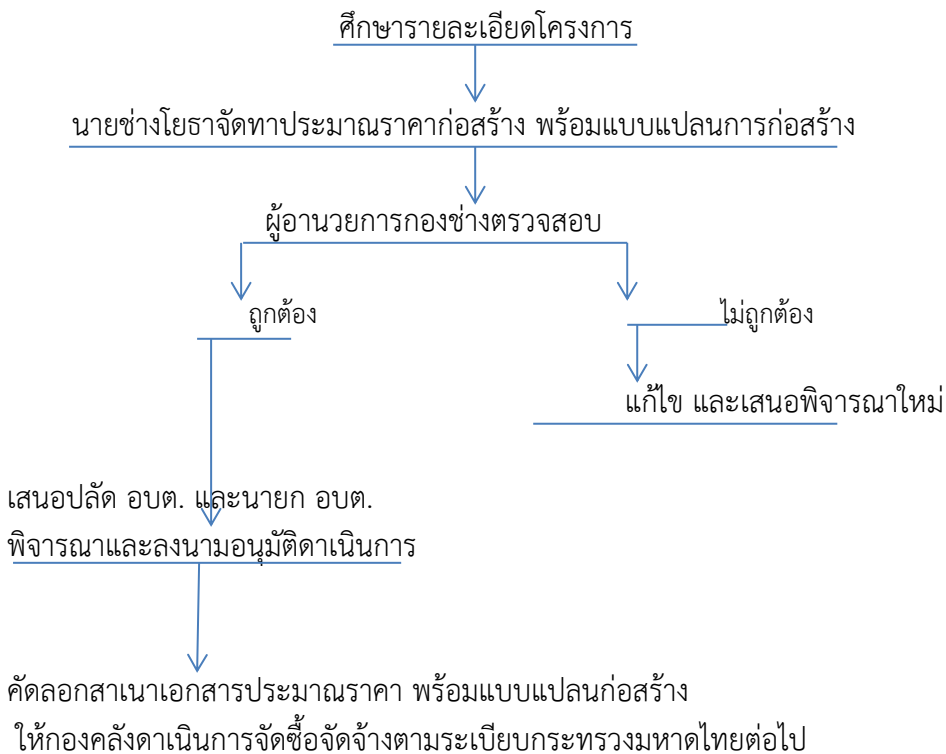 ศึกษารายละเอียดโครงการ
นายช่างโยธาจัดทาประมาณราคาก่อสร้าง พร้อมแบบแปลนการก่อสร้าง
ผู้อานวยการกองช่างตรวจสอบ
ถูกต้อง
ไม่ถูกต้อง
แก้ไข และเสนอพิจารณาใหม่
เสนอปลัด อบต. และนายก อบต.
พิจารณาและลงนามอนุมัติดาเนินการ
คัดลอกสาเนาเอกสารประมาณราคา พร้อมแบบแปลนก่อสร้าง
ให้กองคลังดาเนินการจัดซื้อจัดจ้างตามระเบียบกระทรวงมหาดไทยต่อไป